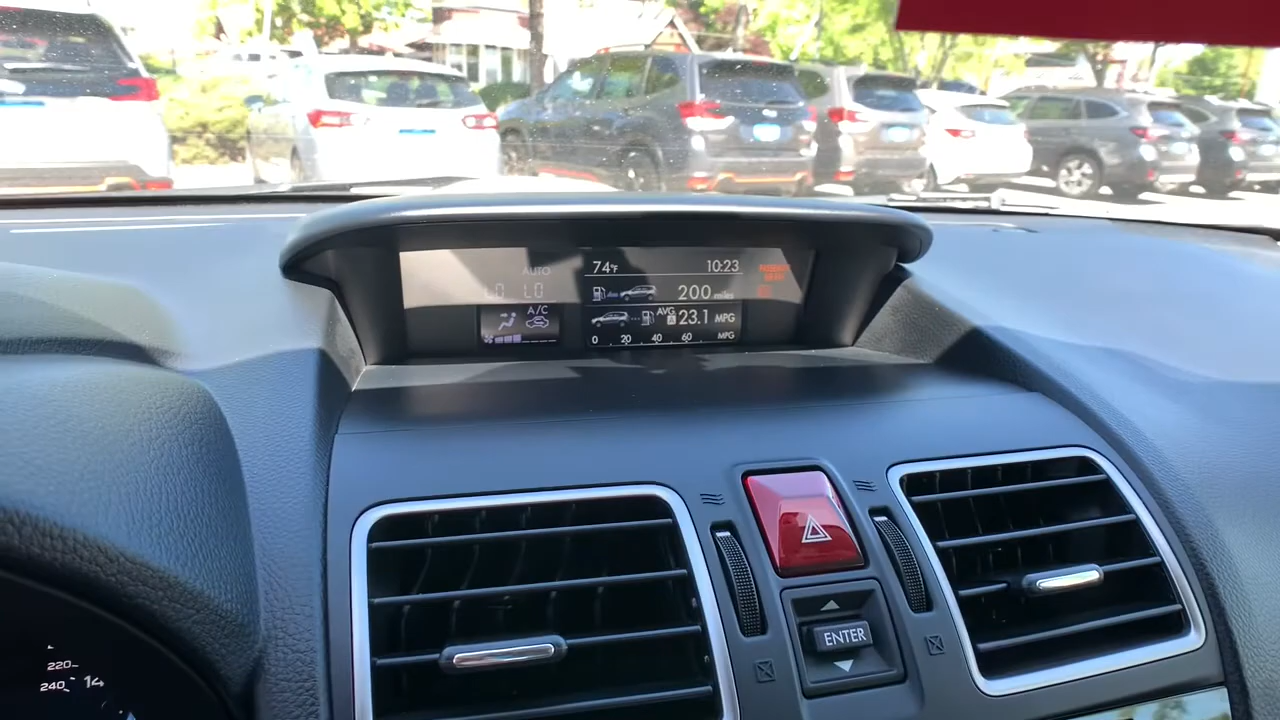 AUTO
LO LO
A/C
74°F 10:23
200 miles
AVG A 23.1 MPG
0 20 40 60 MPG
ENTER
220
240 14